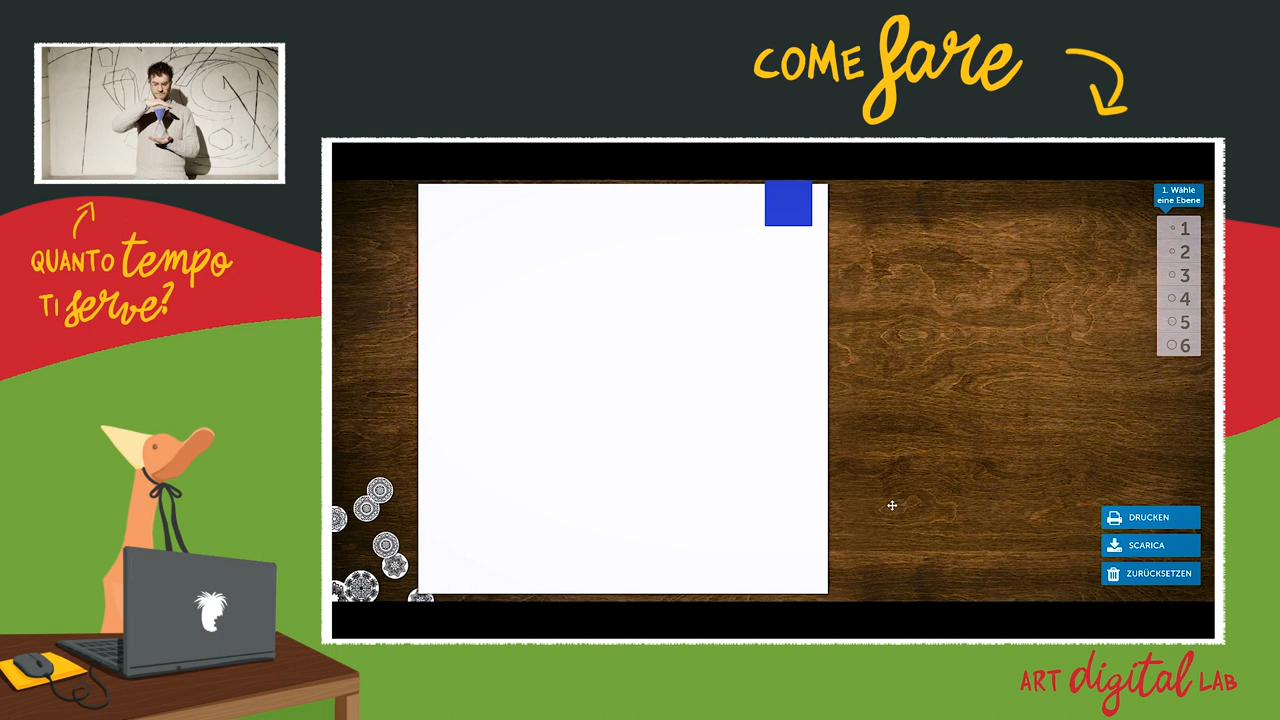 COME fare
QUANTO tempo
TI serve?
1. Wähle
eine Ebene
1
2
3
4
5
6
DRUCKEN
SCARICA
ZURÜCKSETZEN
ART digital LAB